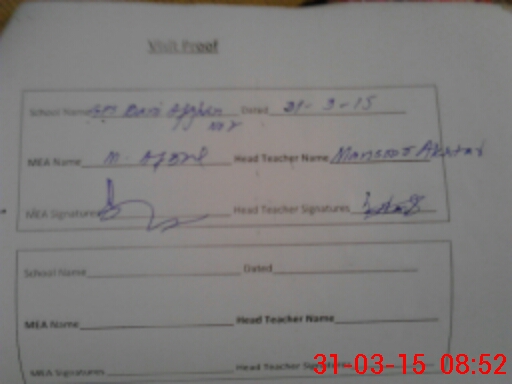 Visit Proof
School Name Dated 31-3-15
MEA Name M. Afzal Head Teacher Name Mansoor Akhtar
MEA Signatures Head Teacher Signatures
School Name Dated
MEA Name Head Teacher Name
MEA Signatures Head Teacher Signatures
31-03-15 08:52